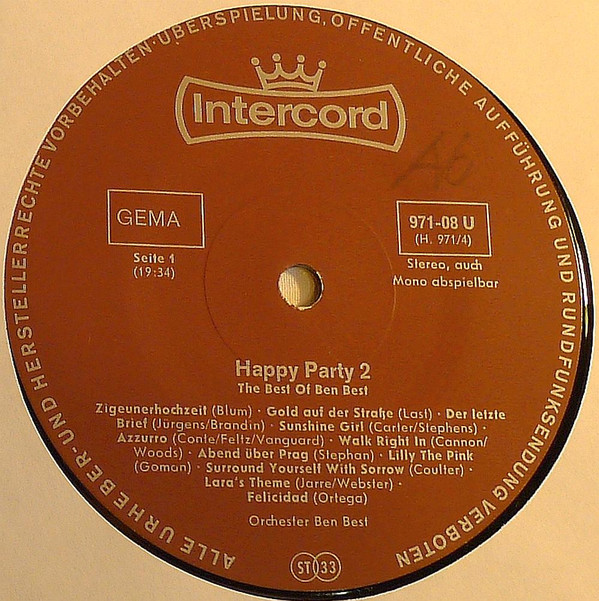 ALLE URHEBER- UND HERSTELLERRECHTE VORBEHALTEN · ÜBERSPIELUNG, ÖFFENTLICHE AUFFÜHRUNG UND RUNDFUNKSENDUNG VERBOTEN
Intercord
Ab
GEMA
Seite 1
(19:34)
971-08 U
(H. 971/4)
Stereo, auch
Mono abspielbar
Happy Party 2
The Best Of Ben Best
Zigeunerhochzeit (Blum) · Gold auf der Straße (Last) · Der letzte
Brief (Jürgens/Brandin) · Sunshine Girl (Carter/Stephens) ·
Azzurro (Conte/Feltz/Vanguard) · Walk Right In (Cannon/
Woods) · Abend über Prag (Stephan) · Lilly The Pink
(Goman) · Surround Yourself With Sorrow (Coulter) ·
Lara's Theme (Jarre/Webster) ·
Felicidad (Ortega)
Orchester Ben Best
ST 33